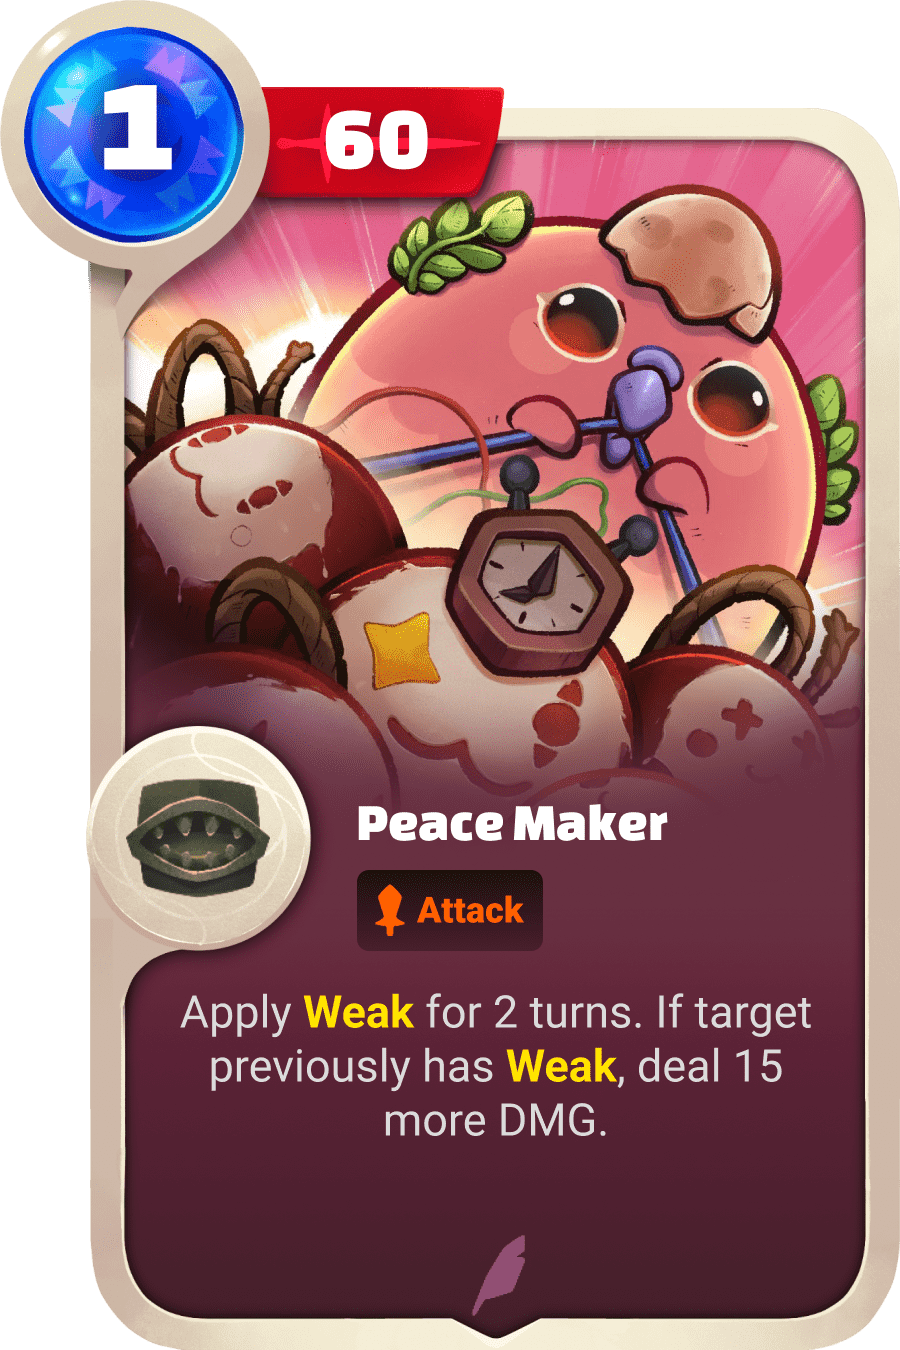 1
60
Peace Maker
Attack
Apply Weak for 2 turns. If target
previously has Weak, deal 15
more DMG.